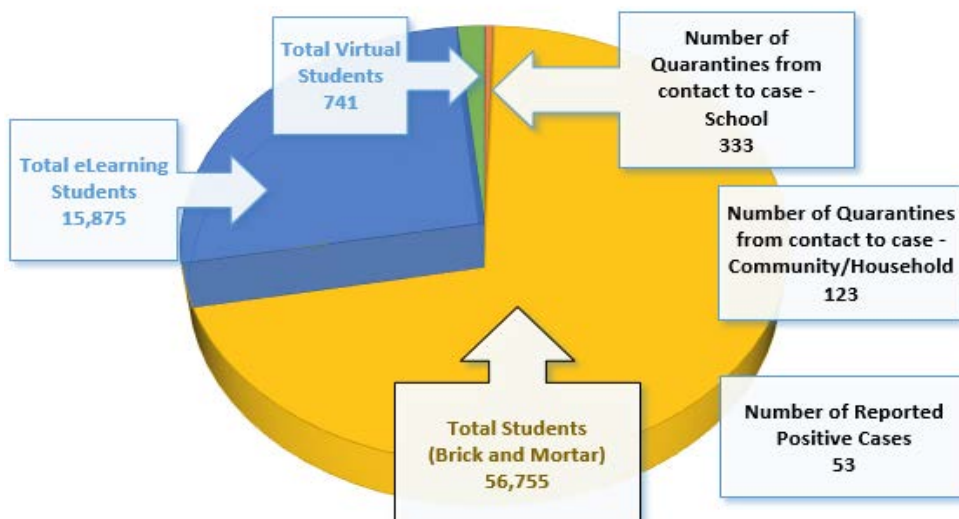 Total Virtual
Students
741
Number of
Quarantines from
contact to case -
School
333
Total eLearning
Students
15,875
Number of Quarantines
from contact to case -
Community/Household
123
Total Students
(Brick and Mortar)
56,755
Number of Reported
Positive Cases
53